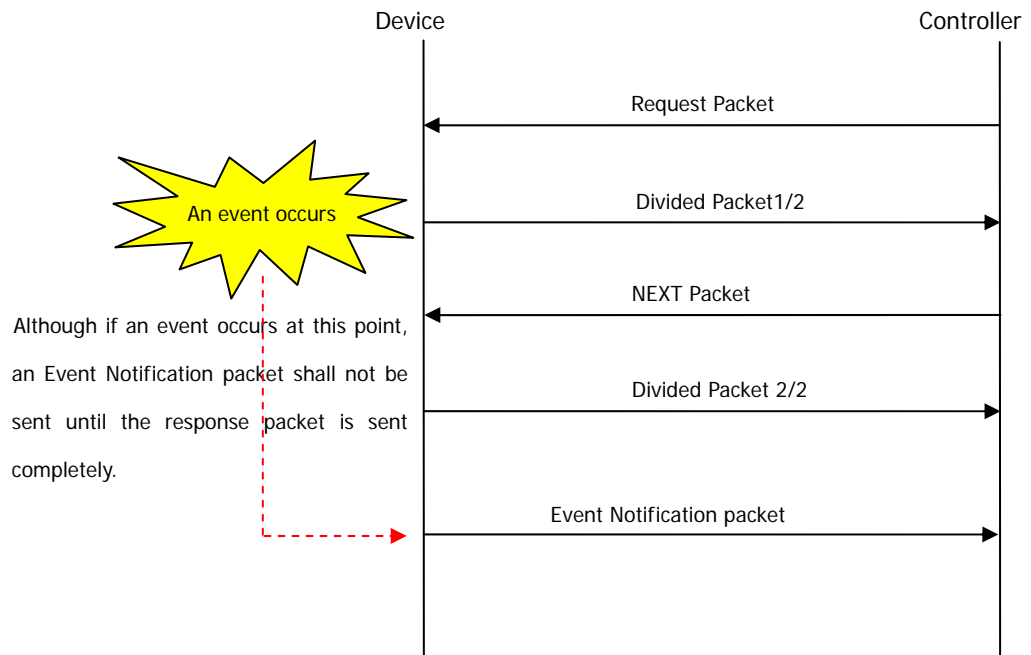 Device
Controller
Request Packet
An event occurs
Divided Packet1/2
NEXT Packet
Although if an event occurs at this point,
an Event Notification packet shall not be
sent until the response packet is sent
completely.
Divided Packet 2/2
Event Notification packet